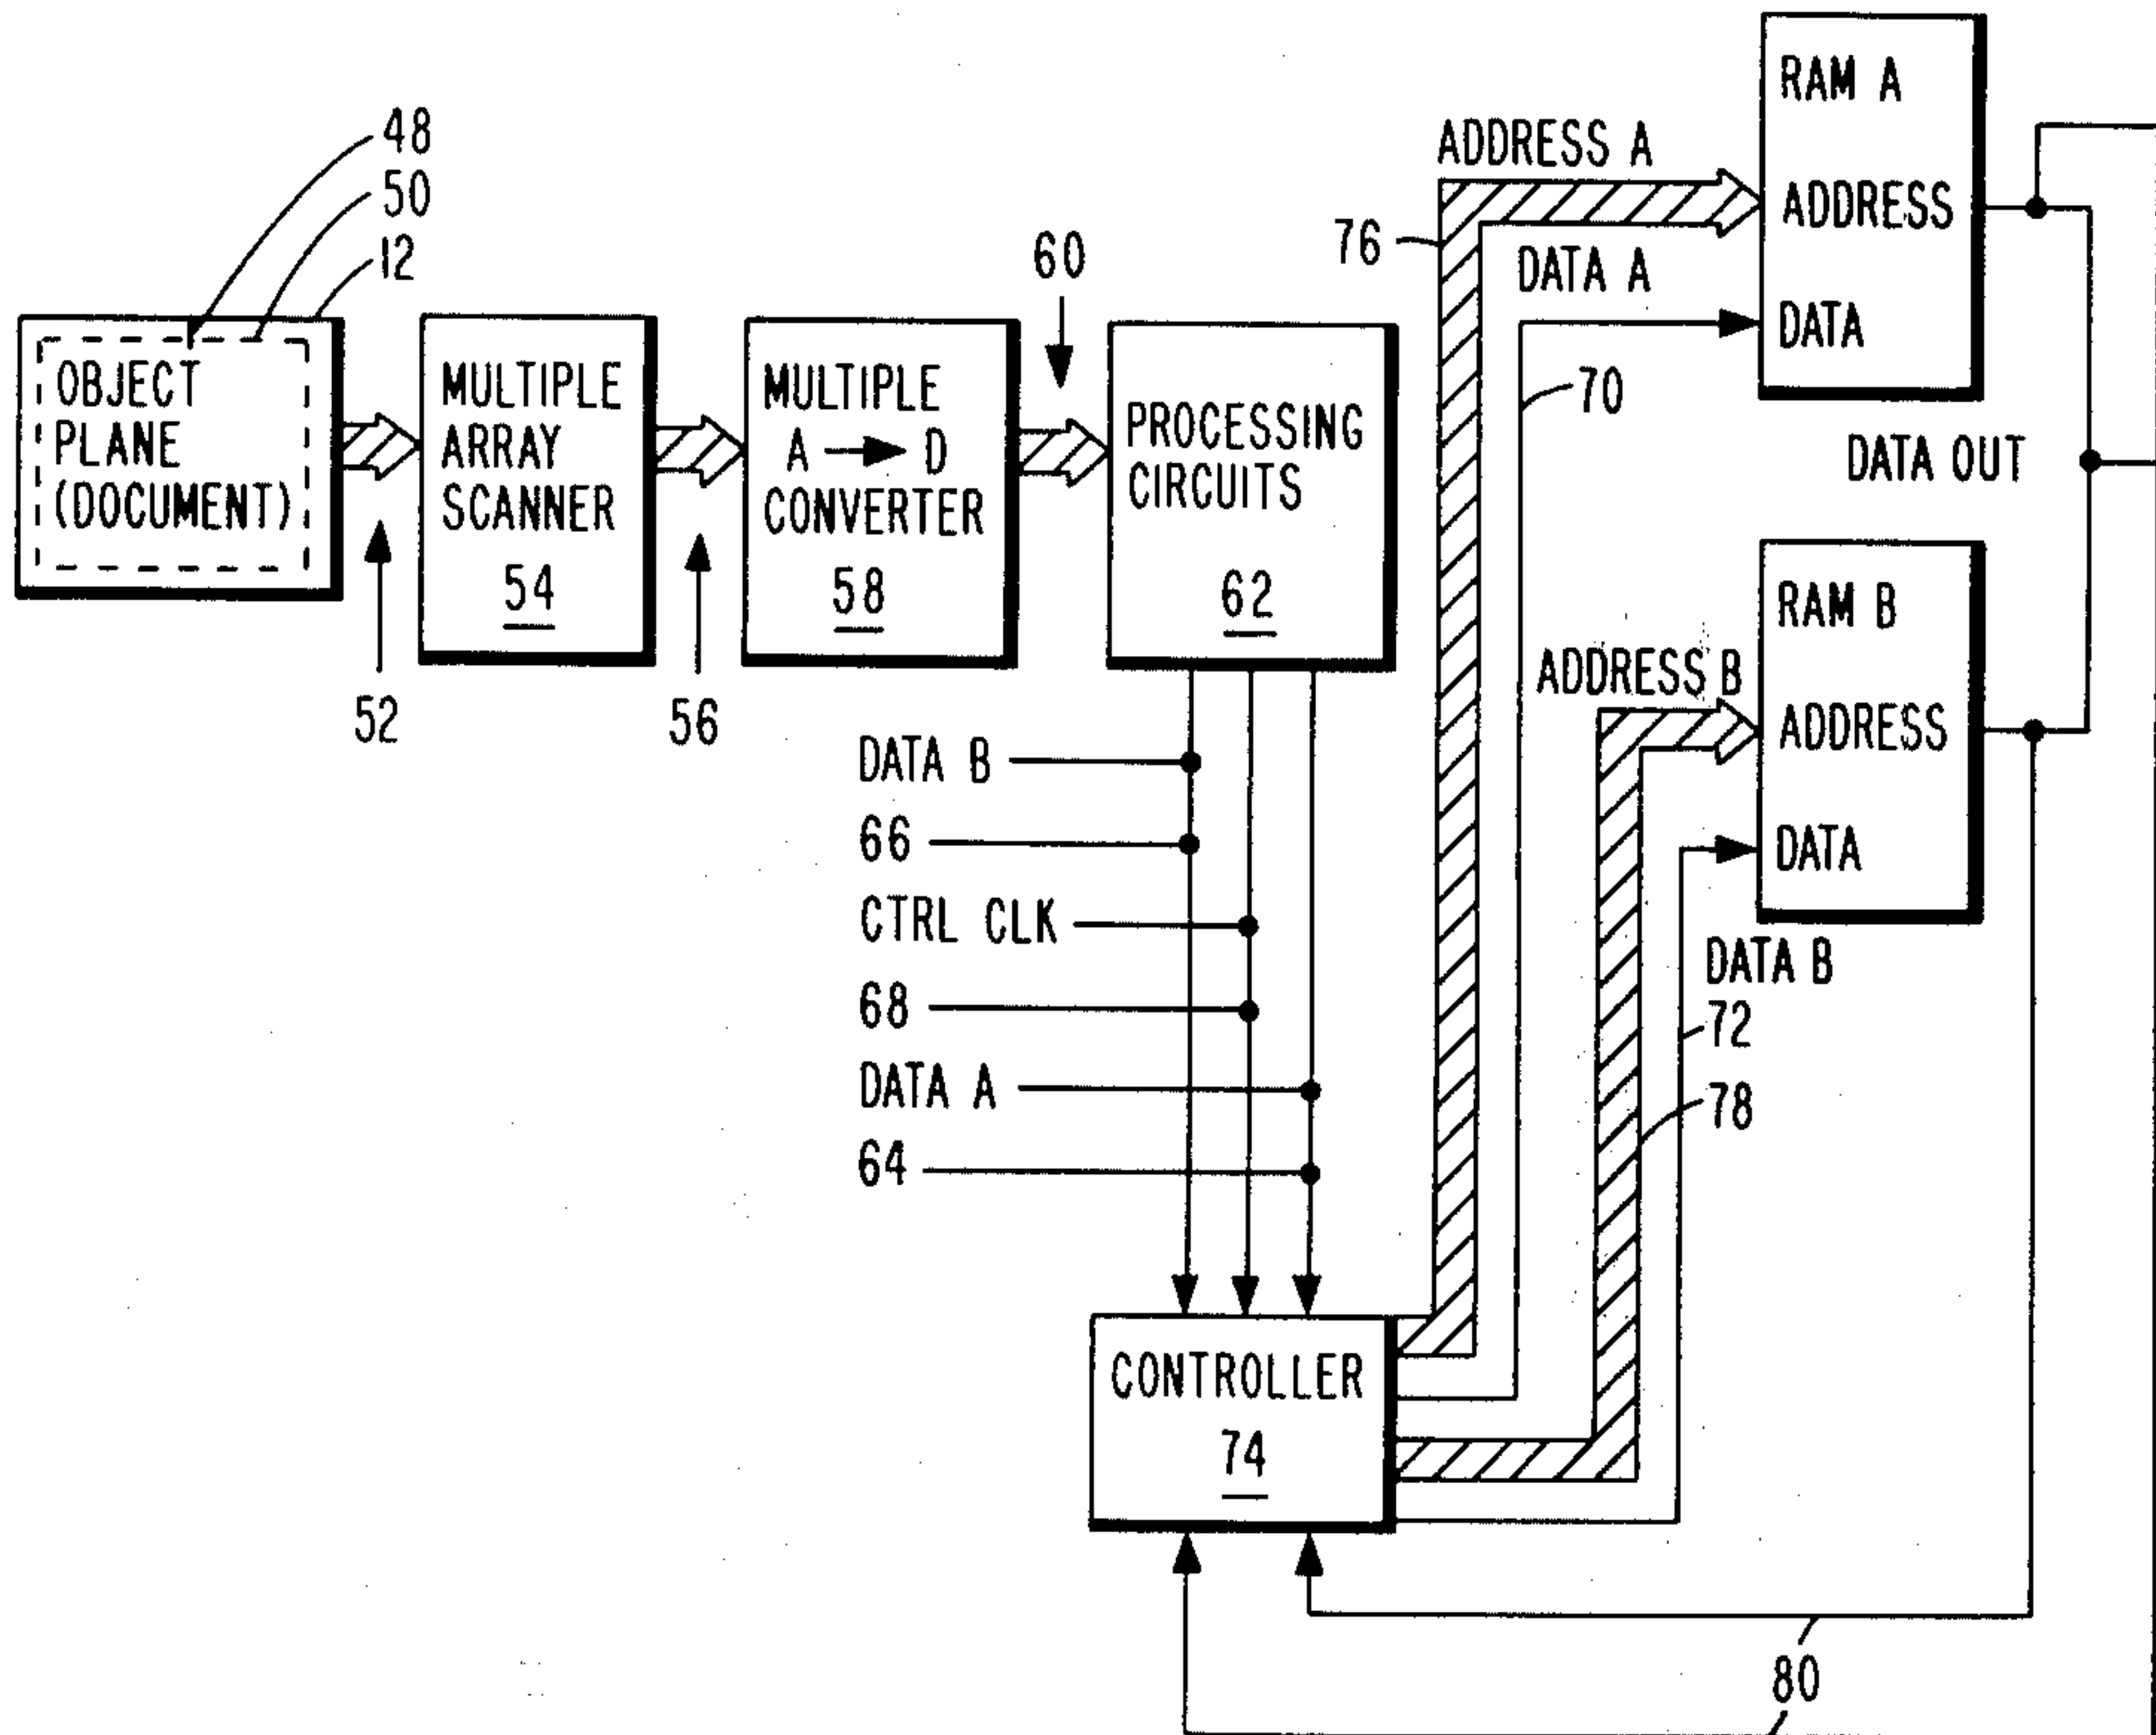 48
50
12
OBJECT
PLANE
(DOCUMENT)
52
MULTIPLE
ARRAY
SCANNER
54
56
MULTIPLE
A → D
CONVERTER
58
60
PROCESSING
CIRCUITS
62
DATA B
66
CTRL CLK
68
DATA A
64
CONTROLLER
74
76
ADDRESS A
DATA A
70
RAM A
ADDRESS
DATA
DATA OUT
ADDRESS B
RAM B
ADDRESS
DATA
DATA B
72
78
80